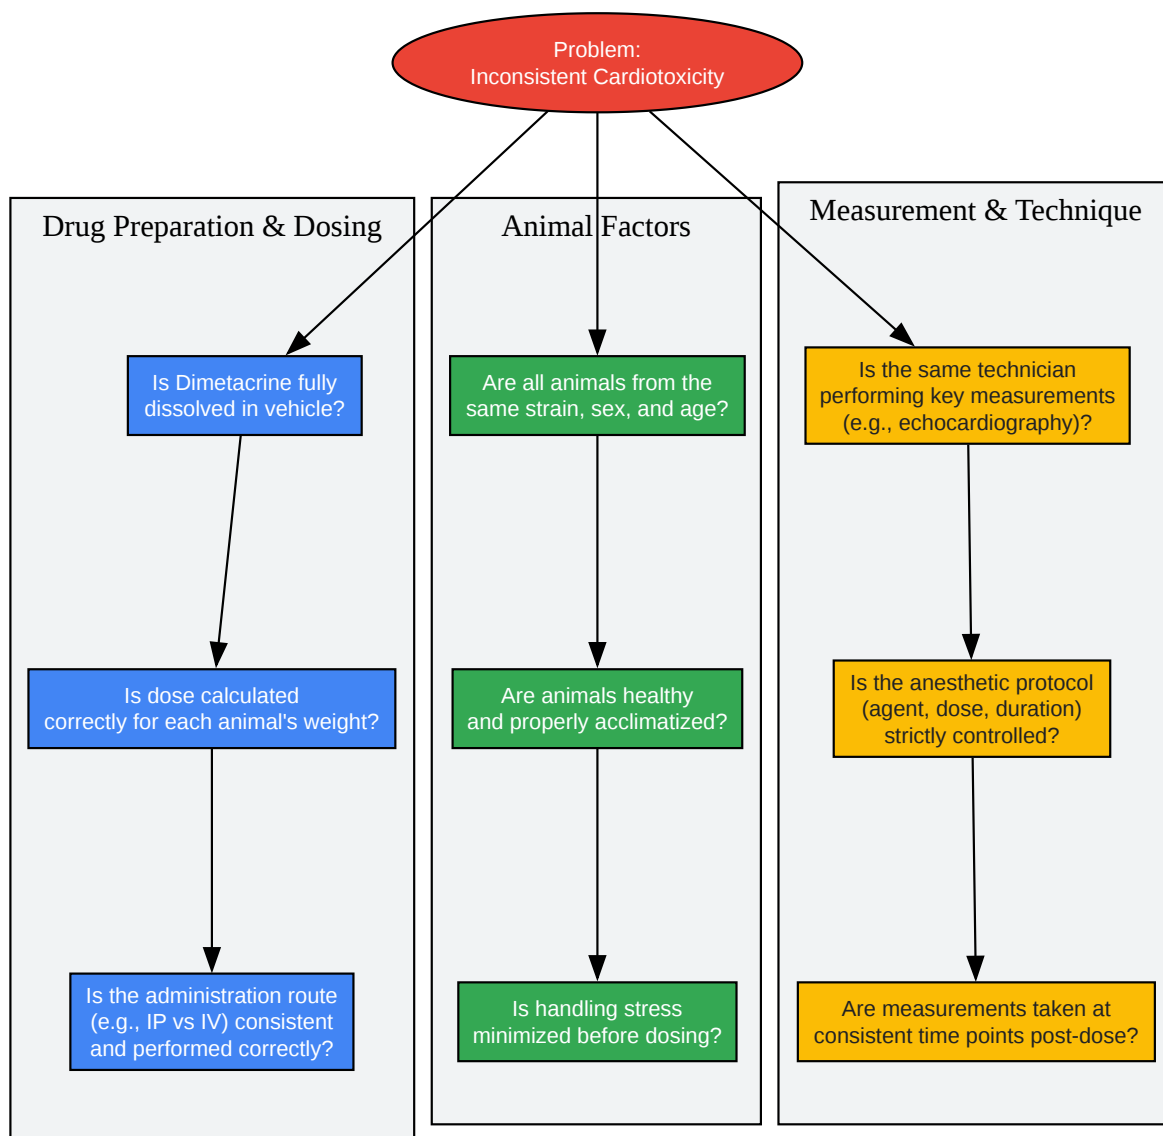 Problem:
Inconsistent Cardiotoxicity
Drug Preparation & Dosing
Is Dimetacrine fully
dissolved in vehicle?
Is dose calculated
correctly for each animal's weight?
Is the administration route
(e.g., IP vs IV) consistent
and performed correctly?
Animal Factors
Are all animals from the
same strain, sex, and age?
Are animals healthy
and properly acclimatized?
Is handling stress
minimized before dosing?
Measurement & Technique
Is the same technician
performing key measurements
(e.g., echocardiography)?
Is the anesthetic protocol
(agent, dose, duration)
strictly controlled?
Are measurements taken at
consistent time points post-dose?